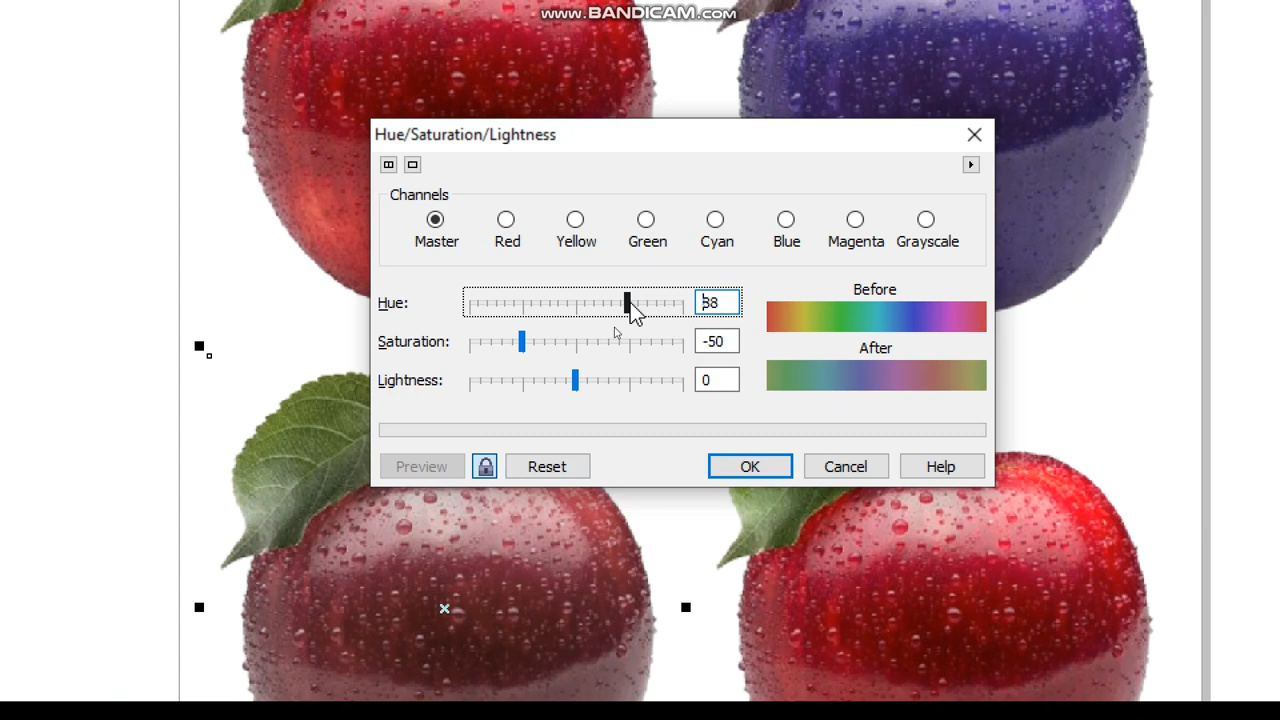 www.BANDICAM.com
Hue/Saturation/Lightness
Channels
Master Red Yellow Green Cyan Blue Magenta Grayscale
Hue: 88 Before
Saturation: -50 After
Lightness: 0
Preview Reset OK Cancel Help